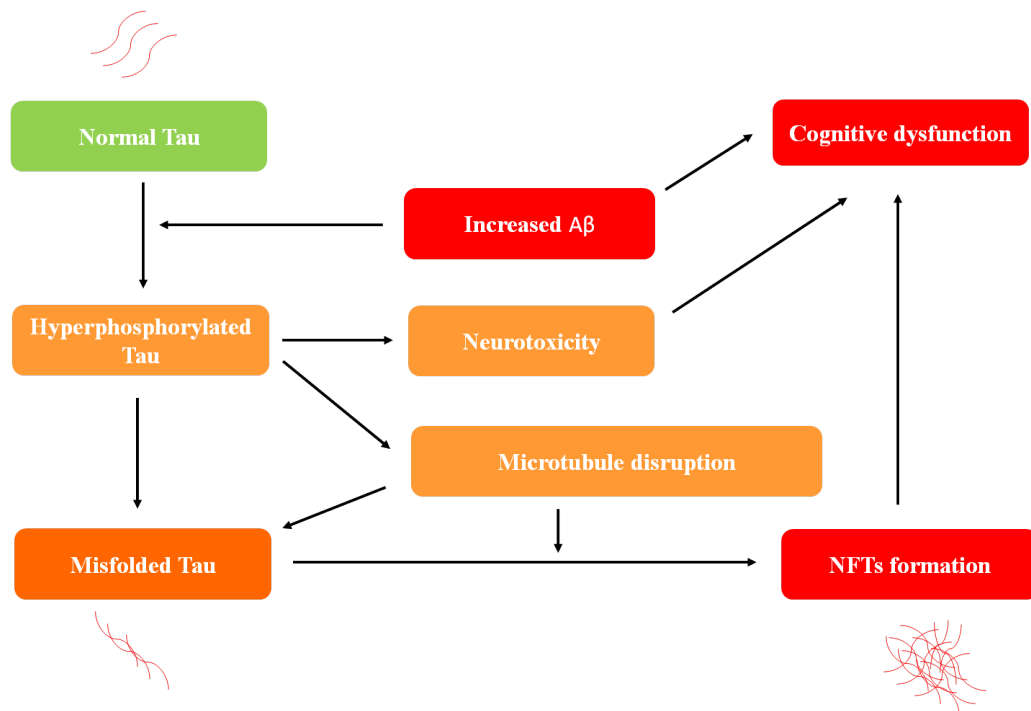 Normal Tau
Cognitive dysfunction
Increased Aβ
Hyperphosphorylated
Tau
Neurotoxicity
Microtubule disruption
Misfolded Tau
NFTs formation